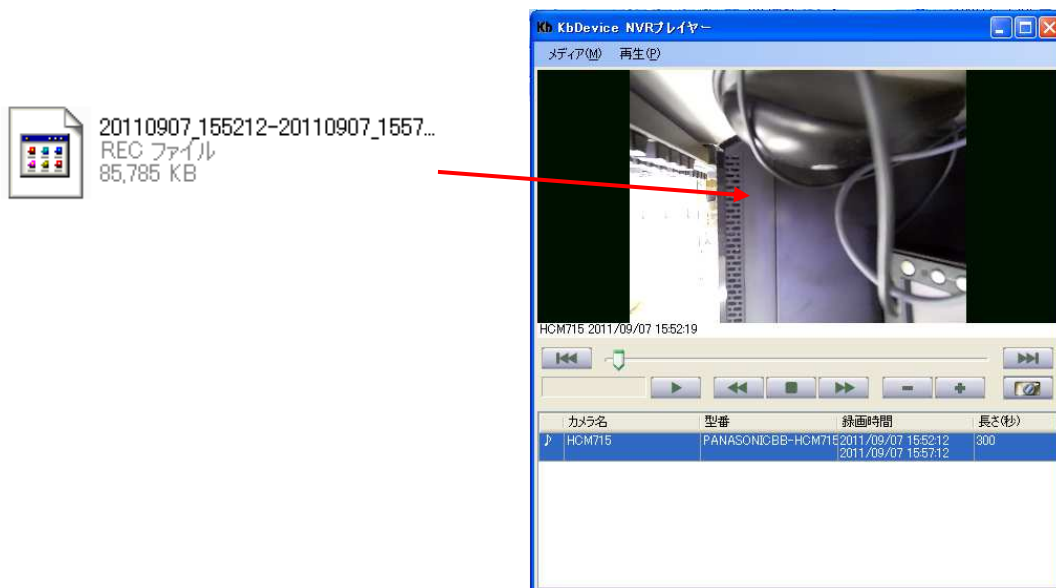 20110907_155212-20110907_1557...
REC ファイル
85,785 KB
Kb KbDevice NVRプレイヤー
メディア(M) 再生(P)
HCM715 2011/09/07 15:52:19
カメラ名 型番 録画時間 長さ(秒)
HCM715 PANASONICBB-HCM715 2011/09/07 15:52:12 300
2011/09/07 15:57:12